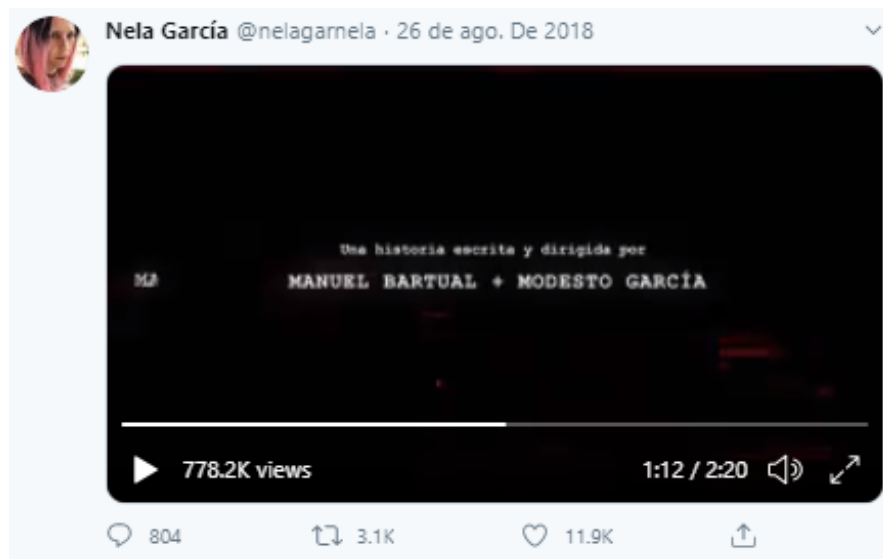 Nela García @nelagarnela · 26 de ago. De 2018
Una historia escrita y dirigida por
MA MANUEL BARTUAL + MODESTO GARCÍA
778.2K views 1:12 / 2:20
804 3.1K 11.9K